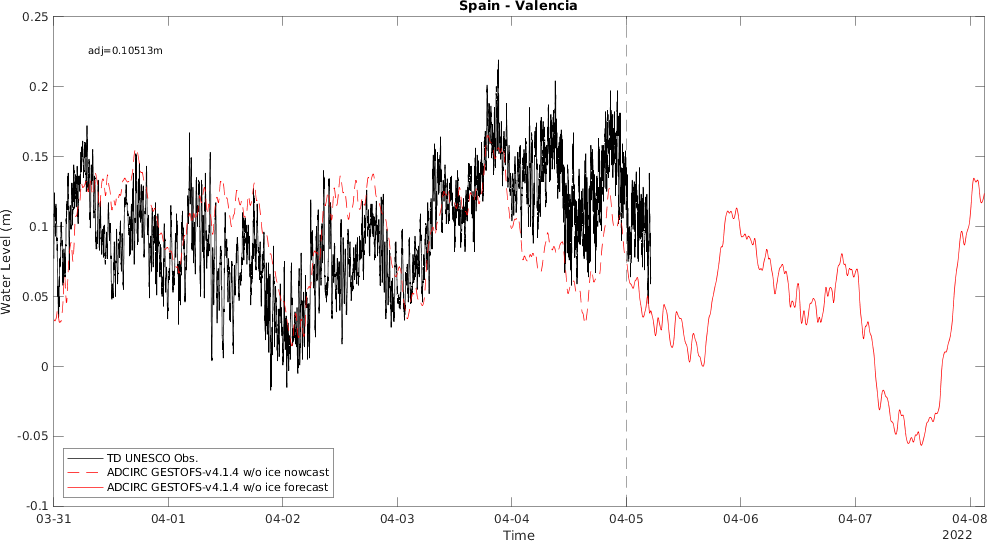 Spain - Valencia
adj=0.10513m
0.25
0.2
0.15
0.1
0.05
0
-0.05
-0.1
Water Level (m)
TD UNESCO Obs.
ADCIRC GESTOFS-v4.1.4 w/o ice nowcast
ADCIRC GESTOFS-v4.1.4 w/o ice forecast
03-31 04-01 04-02 04-03 04-04 04-05 04-06 04-07 04-08
Time
2022